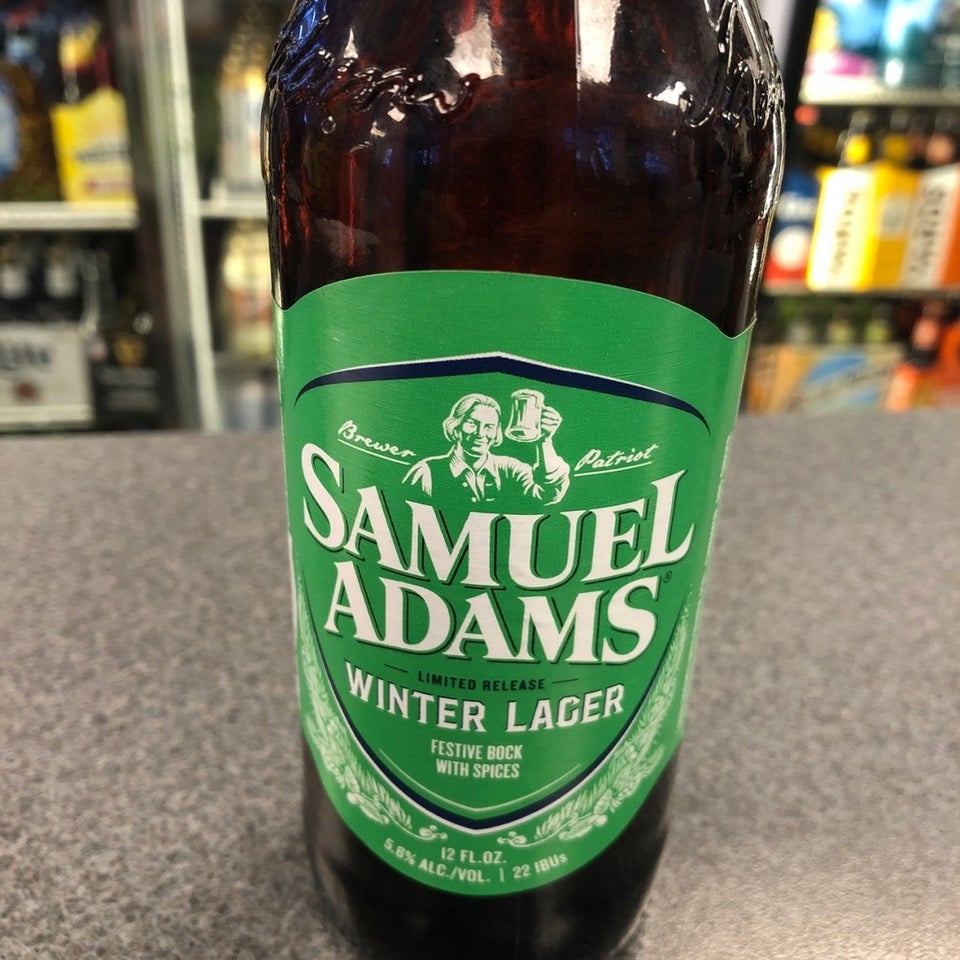 Brewer
Patriot
SAMUEL
ADAMS®
LIMITED RELEASE
WINTER LAGER
FESTIVE BOCK
WITH SPICES
12 FL.OZ.
5.6% ALC./VOL. | 22 IBUs